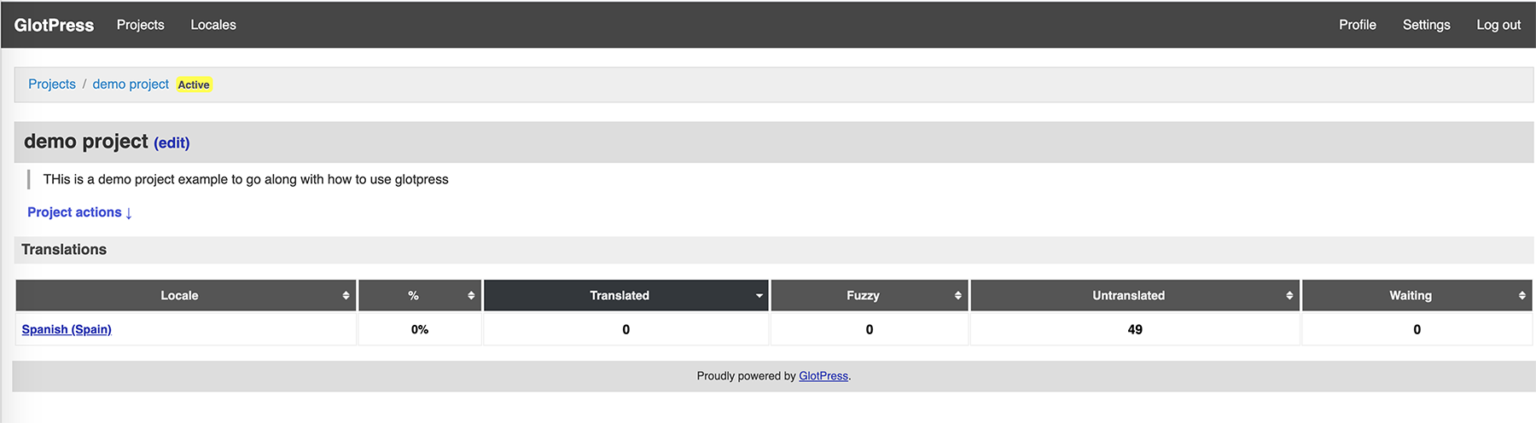 GlotPress Projects Locales Profile Settings Log out
Projects / demo project Active
demo project (edit)
THis is a demo project example to go along with how to use glotpress
Project actions ↓
Translations
Locale % Translated Fuzzy Untranslated Waiting
Spanish (Spain) 0% 0 0 49 0
Proudly powered by GlotPress.